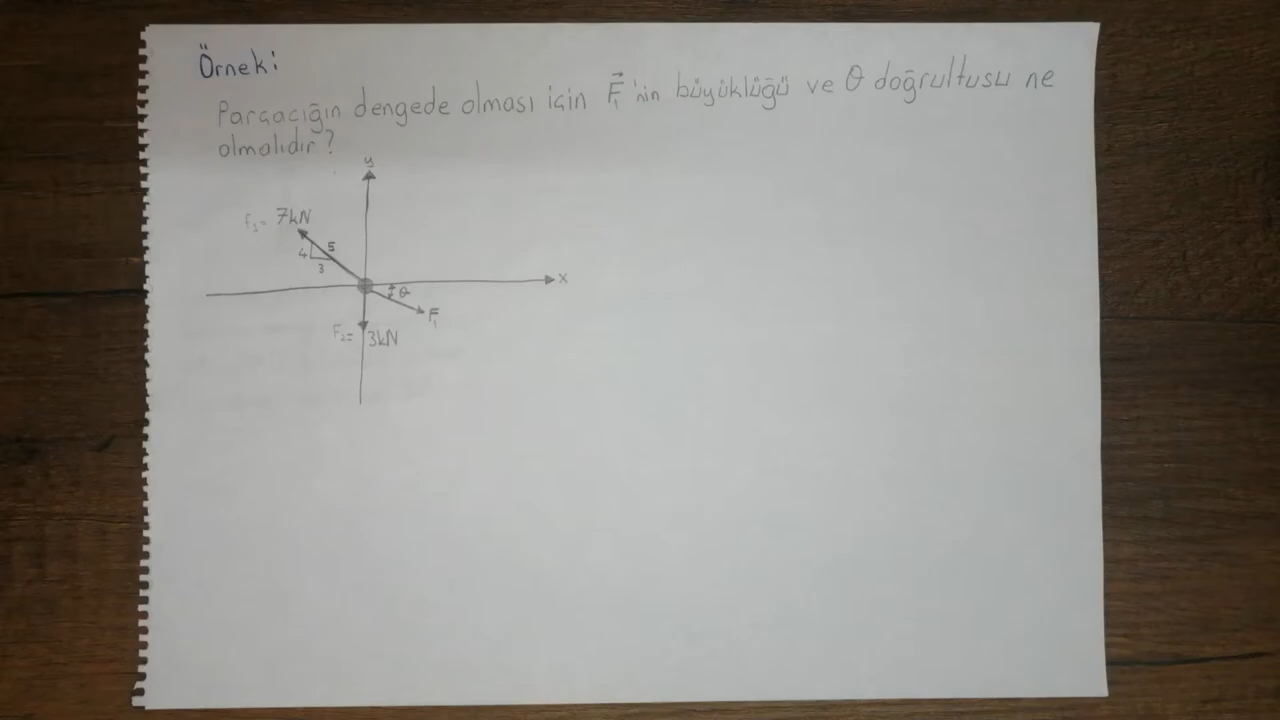 Örnek:
Parçacığın dengede olması için F₁'nin büyüklüğü ve θ doğrultusu ne
olmalıdır?
y
F₃= 7kN
5
4
3
x
θ
F₁
F₂= 3kN